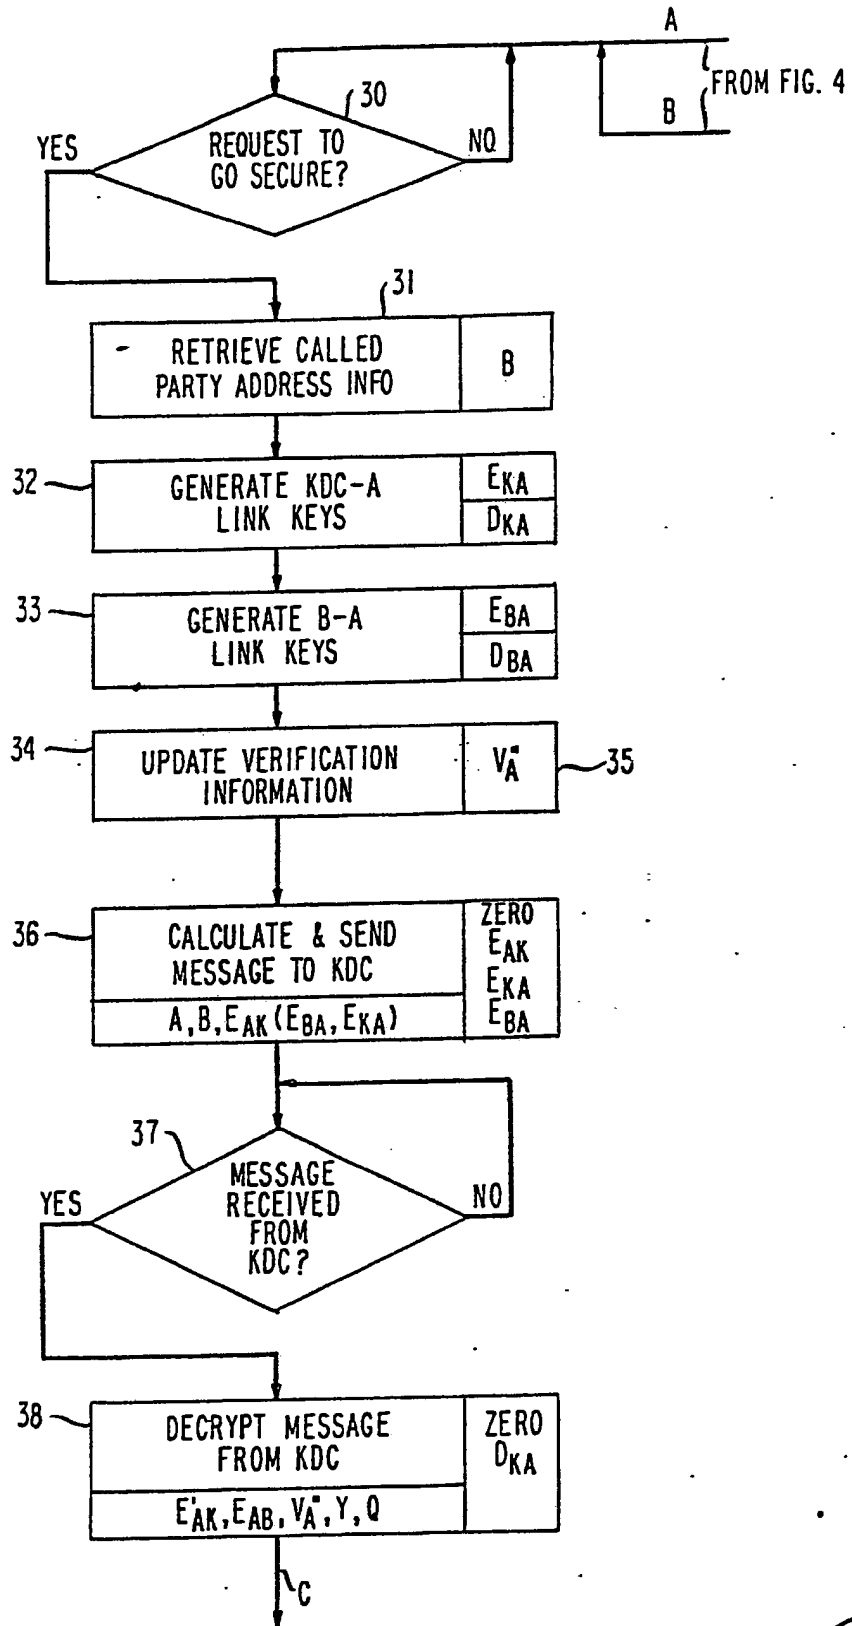 A
FROM FIG. 4
B
30
YES
REQUEST TO
GO SECURE?
NO
31
RETRIEVE CALLED
PARTY ADDRESS INFO
B
32
GENERATE KDC-A
LINK KEYS
EKA
DKA
33
GENERATE B-A
LINK KEYS
EBA
DBA
34
UPDATE VERIFICATION
INFORMATION
VA"
35
36
CALCULATE & SEND
MESSAGE TO KDC
A, B, EAK (EBA, EKA)
ZERO
EAK
EKA
EBA
37
YES
MESSAGE
RECEIVED
FROM
KDC?
NO
38
DECRYPT MESSAGE
FROM KDC
E'AK, EAB, VA", Y, Q
ZERO
DKA
C